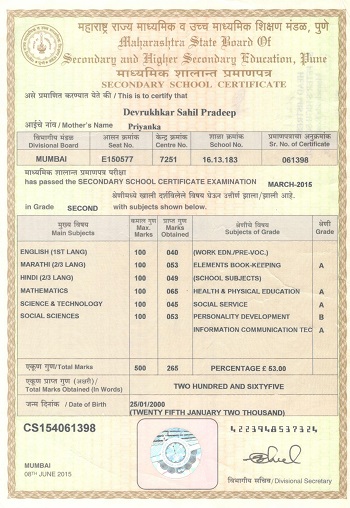 महाराष्ट्र राज्य माध्यमिक व उच्च माध्यमिक शिक्षण मंडळ, पुणे
Maharashtra State Board Of
Secondary and Higher Secondary Education, Pune
माध्यमिक शालान्त प्रमाणपत्र
SECONDARY SCHOOL CERTIFICATE
असे प्रमाणित करण्यात येते की / This is to certify that
Devrukhkar Sahil Pradeep
आईचे नांव / Mother's Name Priyanka
विभागीय मंडळ आसन क्रमांक केंद्र क्रमांक शाळा क्रमांक प्रमाणपत्राचा अनुक्रमांक
Divisional Board Seat No. Centre No. School No. Sr. No. of Certificate
MUMBAI E150577 7251 16.13.183 061398
माध्यमिक शालान्त प्रमाणपत्र परीक्षा
has passed the SECONDARY SCHOOL CERTIFICATE EXAMINATION MARCH-2015
श्रेणीमध्ये खाली दर्शविलेले विषय घेऊन उत्तीर्ण झाला/झाली आहे.
in Grade SECOND with subjects shown below.
मुख्य विषय कमाल गुण प्राप्त गुण श्रेणीचे विषय श्रेणी
Main Subjects Max. Marks Marks Obtained Subjects of Grade Grade
ENGLISH (1ST LANG) 100 040 (WORK EDN/PRE-VOC.)
MARATHI (2/3 LANG) 100 053 ELEMENTS BOOK-KEEPING A
HINDI (2/3 LANG) 100 049 (SCHOOL SUBJECTS)
MATHEMATICS 100 065 HEALTH & PHYSICAL EDUCATION A
SCIENCE & TECHNOLOGY 100 045 SOCIAL SERVICE A
SOCIAL SCIENCES 100 053 PERSONALITY DEVELOPMENT B
INFORMATION COMMUNICATION TEC A
एकूण गुण/Total Marks 500 265 PERCENTAGE £ 53.00
एकूण प्राप्त गुण (अक्षरी)/
Total Marks Obtained (In Words) TWO HUNDRED AND SIXTYFIVE
जन्म दिनांक / Date of Birth 25/01/2000
(TWENTY FIFTH JANUARY TWO THOUSAND)
CS154061398 4223948537324
MUMBAI
08TH JUNE 2015 विभागीय सचिव/Divisional Secretary